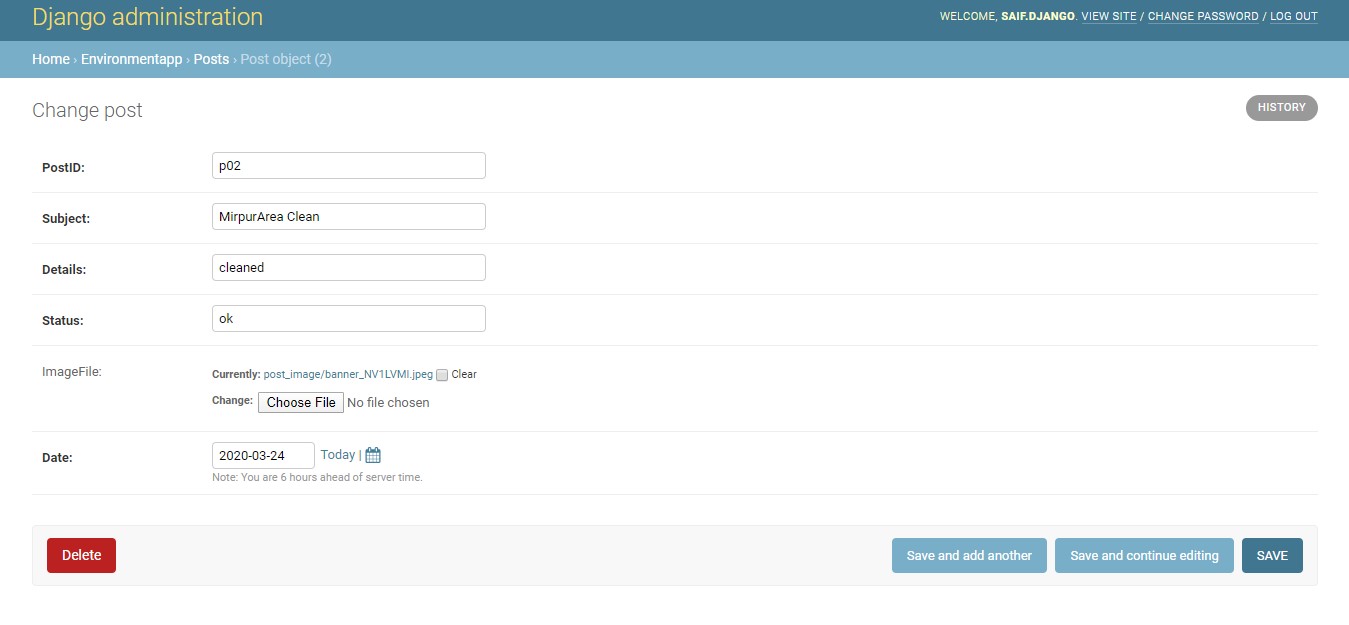 Django administration
WELCOME, SAIF.DJANGO. VIEW SITE / CHANGE PASSWORD / LOG OUT
Home › Environmentapp › Posts › Post object (2)
Change post
HISTORY
PostID: p02
Subject: MirpurArea Clean
Details: cleaned
Status: ok
ImageFile: Currently: post_image/banner_NV1LVMI.jpeg Clear
Change: Choose File No file chosen
Date: 2020-03-24 Today |
Note: You are 6 hours ahead of server time.
Delete Save and add another Save and continue editing SAVE